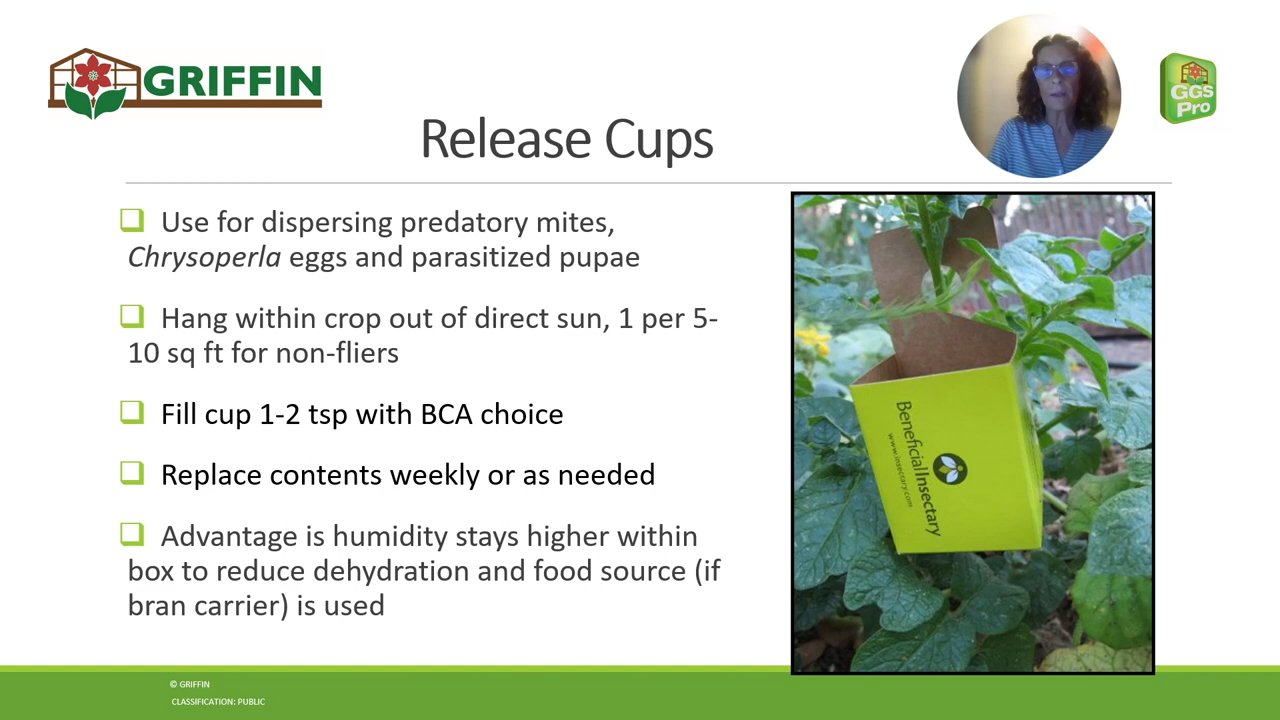 GRIFFIN
GGS
Pro
Release Cups
Use for dispersing predatory mites,
Chrysoperla eggs and parasitized pupae
Hang within crop out of direct sun, 1 per 5-
10 sq ft for non-fliers
Fill cup 1-2 tsp with BCA choice
Replace contents weekly or as needed
Advantage is humidity stays higher within
box to reduce dehydration and food source (if
bran carrier) is used
BeneficialInsectary
www.insectary.com
© GRIFFIN
CLASSIFICATION: PUBLIC